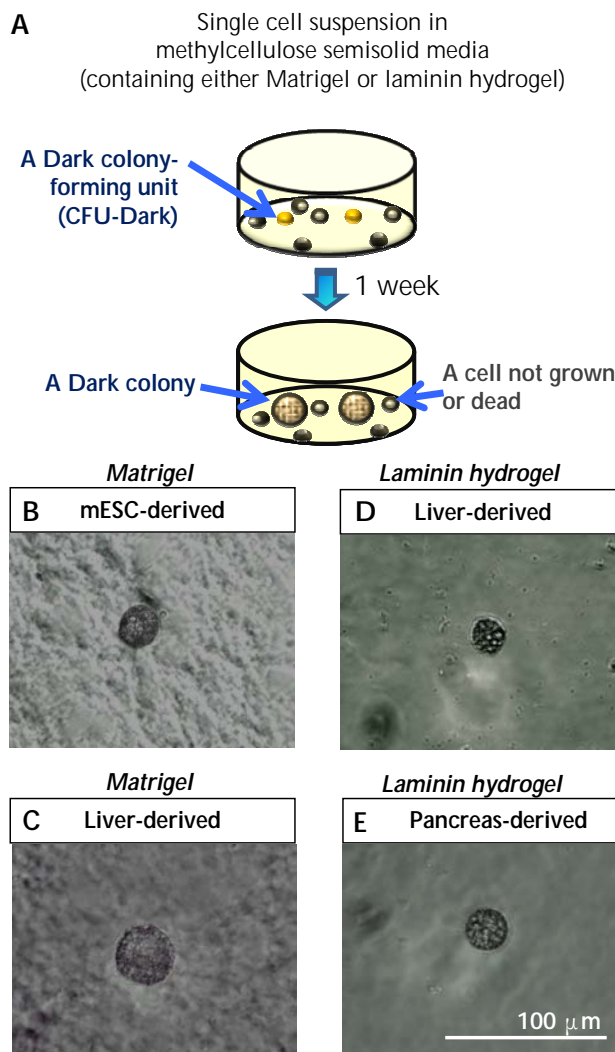 A
Single cell suspension in
methylcellulose semisolid media
(containing either Matrigel or laminin hydrogel)
A Dark colony-
forming unit
(CFU-Dark)
1 week
A Dark colony
A cell not grown
or dead
Matrigel
B mESC-derived
Laminin hydrogel
D Liver-derived
Matrigel
C Liver-derived
Laminin hydrogel
E Pancreas-derived
100 μm